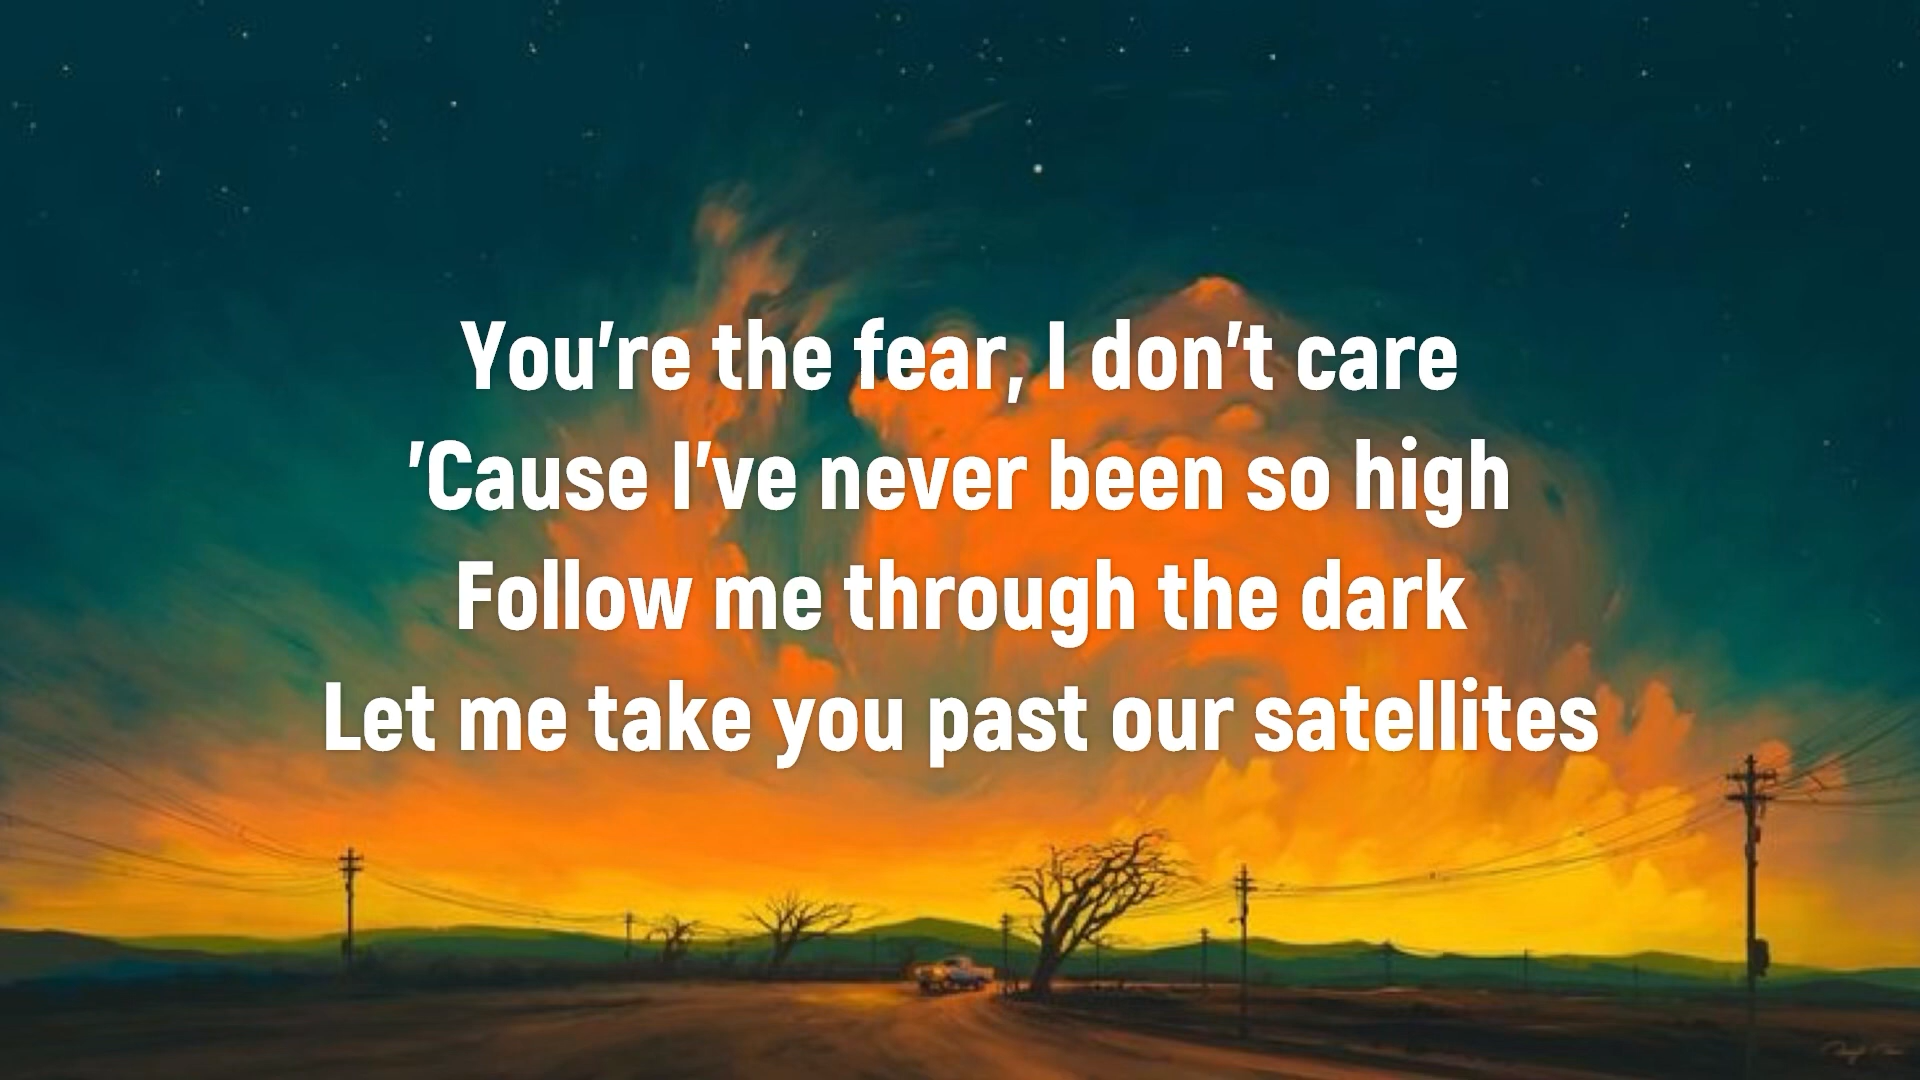 You're the fear, I don't care
'Cause I've never been so high
Follow me through the dark
Let me take you past our satellites